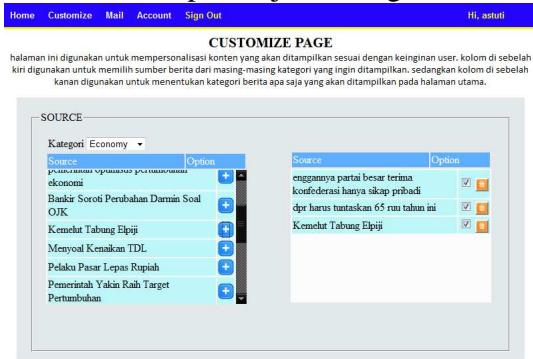 Home Customize Mail Account Sign Out Hi, astuti
CUSTOMIZE PAGE
halaman ini digunakan untuk mempersonalisasi konten yang akan ditampilkan sesuai dengan keinginan user. kolom di sebelah
kiri digunakan untuk memilih sumber berita dari masing-masing kategori yang ingin ditampilkan. sedangkan kolom di sebelah
kanan digunakan untuk menentukan kategori berita apa saja yang akan ditampilkan pada halaman utama.
SOURCE
Kategori Economy
Source Option
ekonomi
Bankir Soroti Perubahan Darmin Soal
OJK
Kemelut Tabung Elpiji
Menyoal Kenaikan TDL
Pelaku Pasar Lepas Rupiah
Pemerintah Yakin Raih Target
Pertumbuhan
Source Option
enggannya partai besar terima
konfederasi hanya sikap pribadi
dpr harus tuntaskan 65 ruu tahun ini
Kemelut Tabung Elpiji